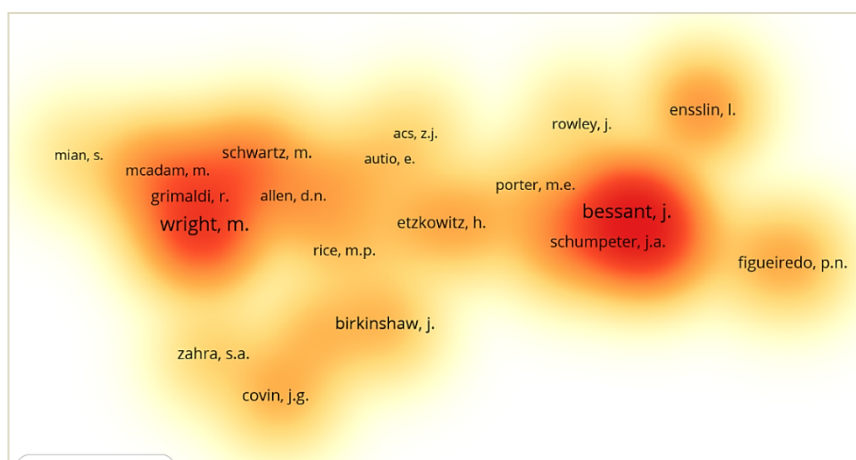 ensslin, l.
rowley, j.
acs, z.j.
schwartz, m.
mian, s.
autio, e.
mcadam, m.
porter, m.e.
grimaldi, r.
allen, d.n.
bessant, j.
wright, m.
etzkowitz, h.
schumpeter, j.a.
rice, m.p.
figueiredo, p.n.
birkinshaw, j.
zahra, s.a.
covin, j.g.